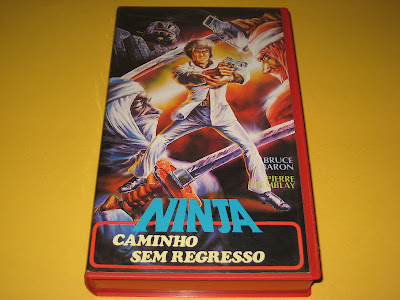 BRUCE
BARON
PIERRE
TREMBLAY
NINJA
CAMINHO
SEM REGRESSO